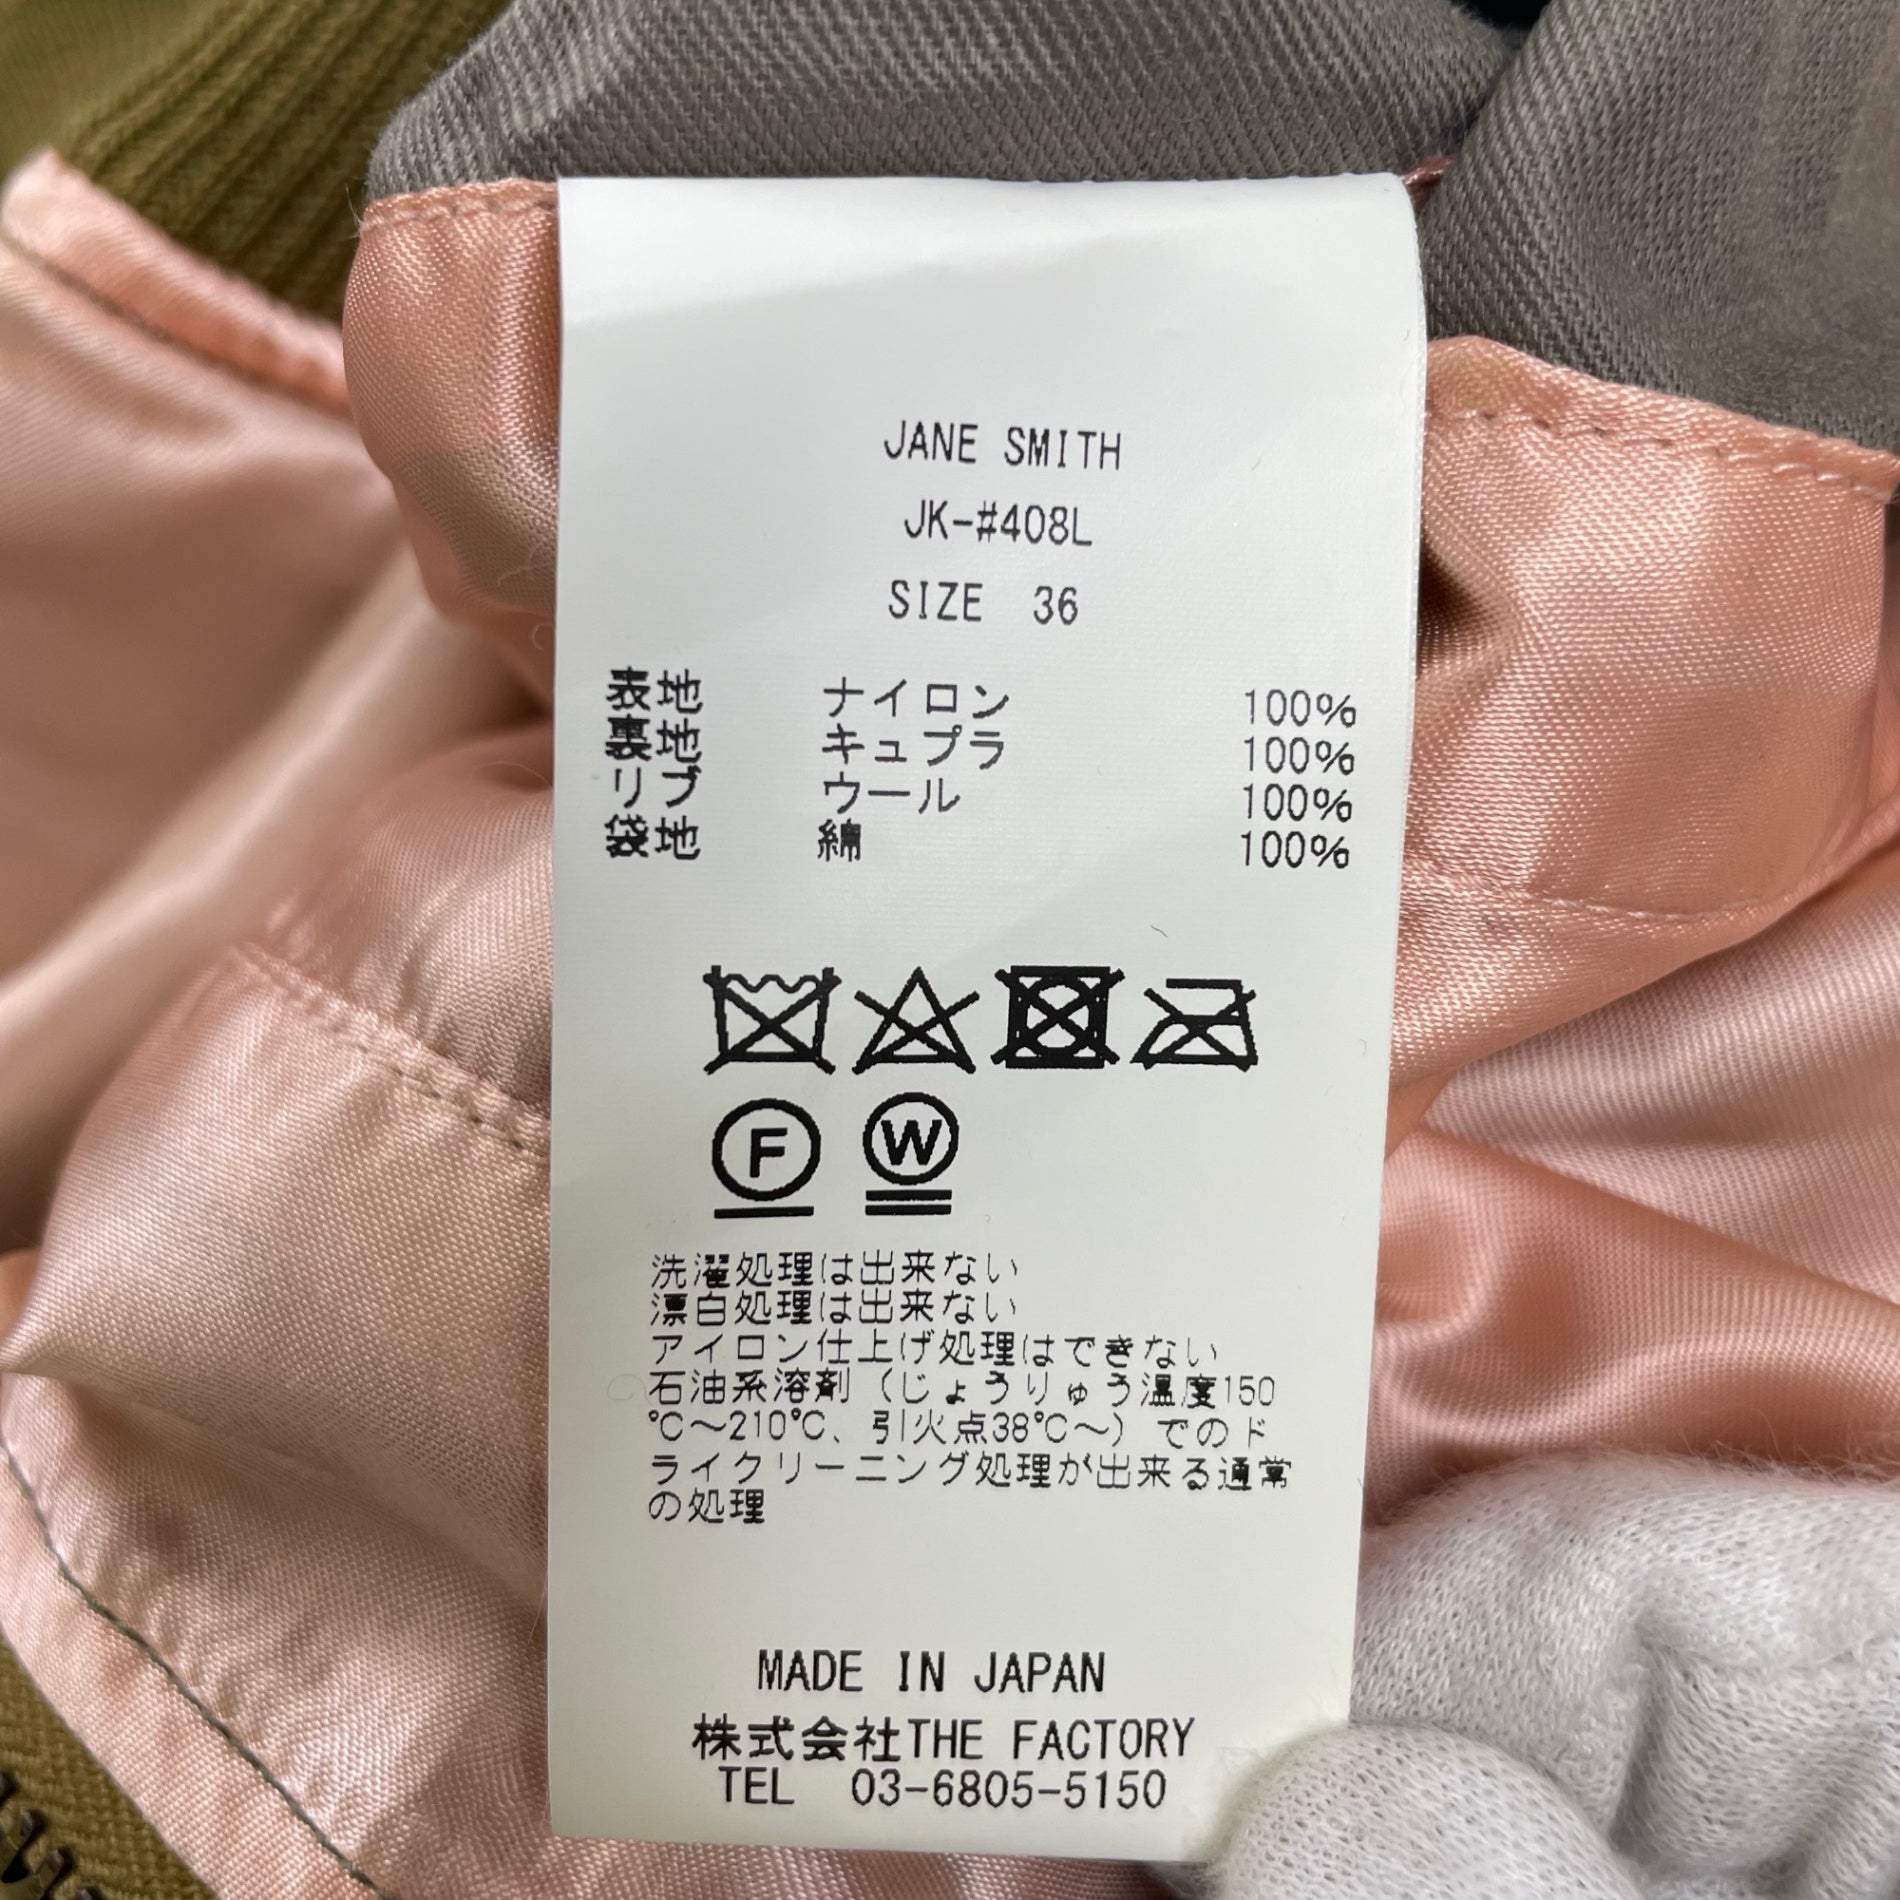 JANE SMITH
JK-#408L
SIZE 36
表地 ナイロン 100%
裏地 キュプラ 100%
リブ ウール 100%
袋地 綿 100%
F W
洗濯処理は出来ない
漂白処理は出来ない
アイロン仕上げ処理はできない
石油系溶剤(じょうりゅう温度150
℃～210℃、引火点38℃～)でのド
ライクリーニング処理が出来る通常
の処理
MADE IN JAPAN
株式会社THE FACTORY
TEL 03-6805-5150